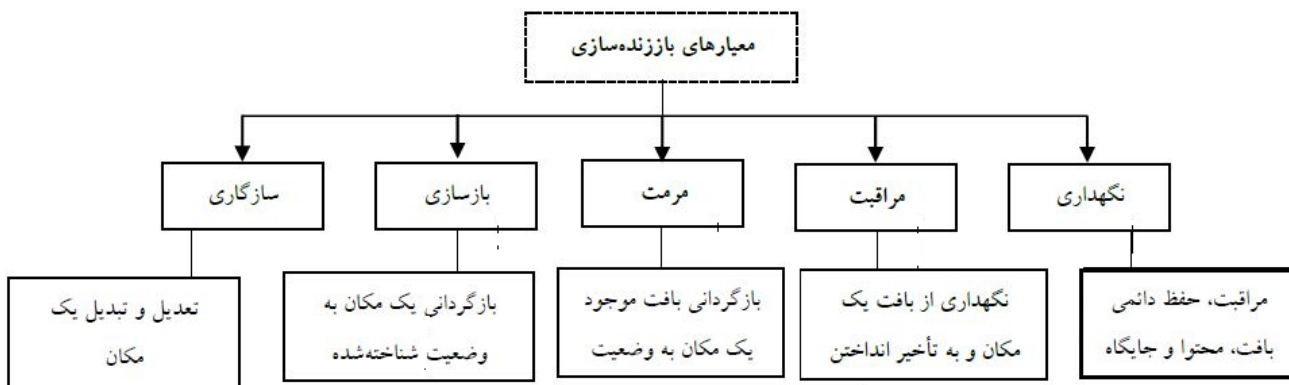 معیارهای باززنده‌سازی
نگهداری
مراقبت
مرمت
بازسازی
سازگاری
مراقبت، حفظ دائمی
بافت، محتوا و جایگاه
نگهداری از بافت یک
مکان و به تأخیر انداختن
بازگردانی بافت موجود
یک مکان به وضعیت
بازگردانی یک مکان به
وضعیت شناخته‌شده
تعدیل و تبدیل یک
مکان